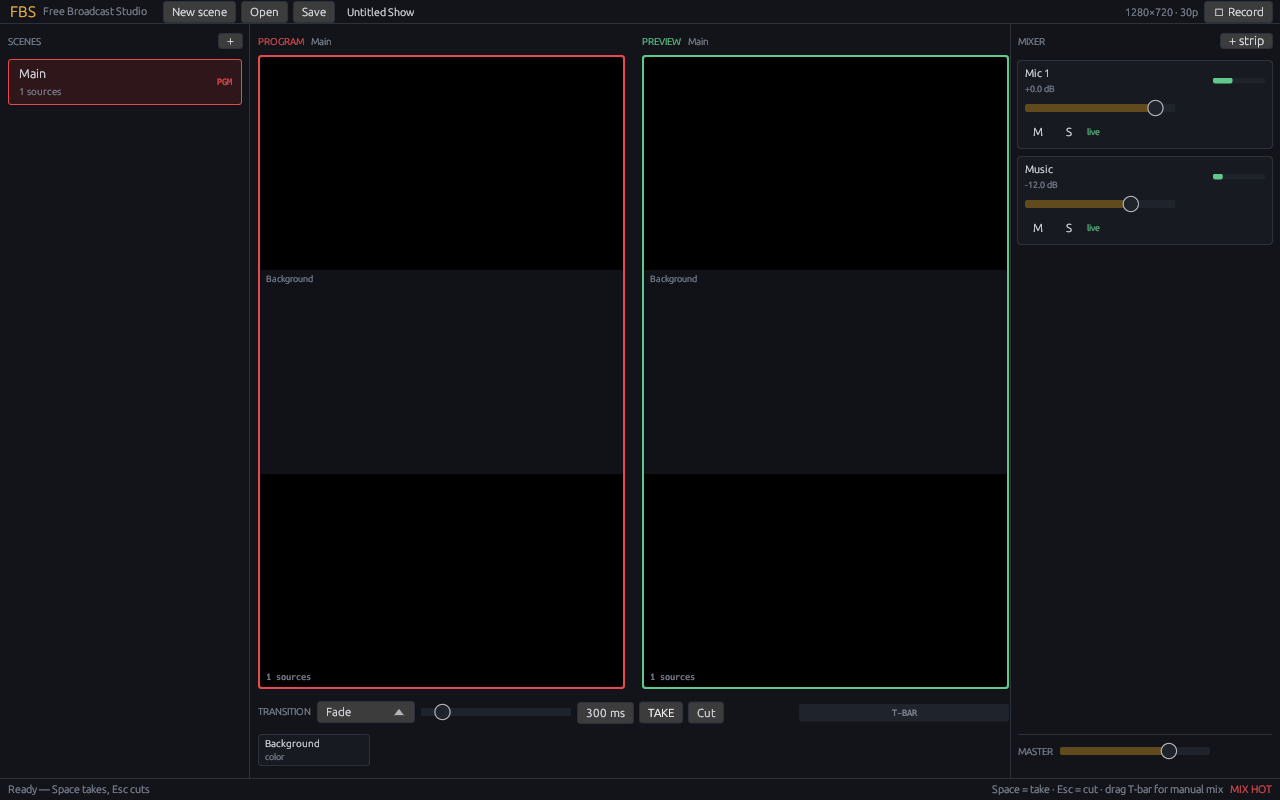 FBS Free Broadcast Studio New scene Open Save Untitled Show 1280×720 · 30p Record
SCENES +
Main
1 sources
PGM
PROGRAM Main
Background
1 sources
PREVIEW Main
Background
1 sources
TRANSITION Fade 300 ms TAKE Cut T-BAR
Background
color
MIXER + strip
Mic 1
+0.0 dB
M S live
Music
-12.0 dB
M S live
MASTER
Ready — Space takes, Esc cuts
Space = take · Esc = cut · drag T-bar for manual mix MIX HOT